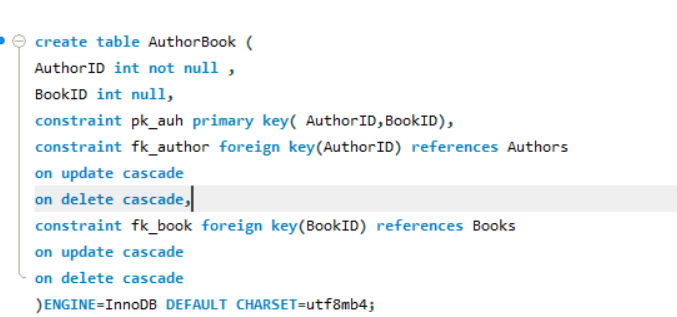 create table AuthorBook (
AuthorID int not null ,
BookID int null,
constraint pk_auh primary key( AuthorID,BookID),
constraint fk_author foreign key(AuthorID) references Authors
on update cascade
on delete cascade,
constraint fk_book foreign key(BookID) references Books
on update cascade
on delete cascade
)ENGINE=InnoDB DEFAULT CHARSET=utf8mb4;